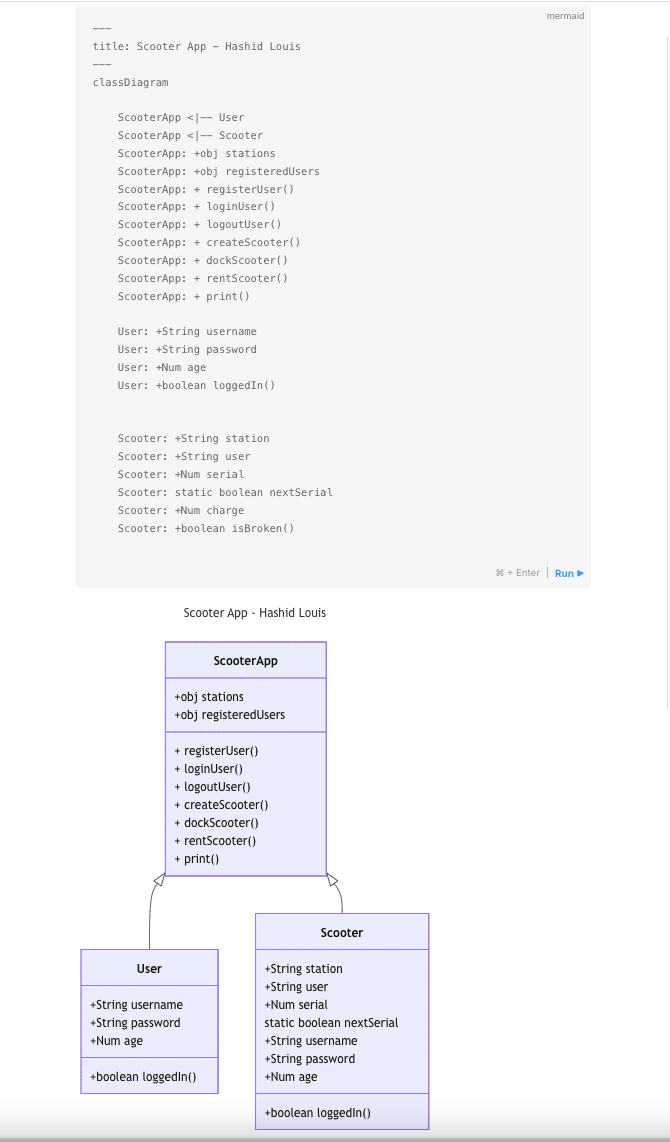 mermaid
---
title: Scooter App - Hashid Louis
---
classDiagram
ScooterApp <|-- User
ScooterApp <|-- Scooter
ScooterApp: +obj stations
ScooterApp: +obj registeredUsers
ScooterApp: + registerUser()
ScooterApp: + loginUser()
ScooterApp: + logoutUser()
ScooterApp: + createScooter()
ScooterApp: + dockScooter()
ScooterApp: + rentScooter()
ScooterApp: + print()
User: +String username
User: +String password
User: +Num age
User: +boolean loggedIn()
Scooter: +String station
Scooter: +String user
Scooter: +Num serial
Scooter: static boolean nextSerial
Scooter: +Num charge
Scooter: +boolean isBroken()
⌘ + Enter | Run ▶
Scooter App - Hashid Louis
ScooterApp
+obj stations
+obj registeredUsers
+ registerUser()
+ loginUser()
+ logoutUser()
+ createScooter()
+ dockScooter()
+ rentScooter()
+ print()
User
+String username
+String password
+Num age
+boolean loggedIn()
Scooter
+String station
+String user
+Num serial
static boolean nextSerial
+String username
+String password
+Num age
+boolean loggedIn()